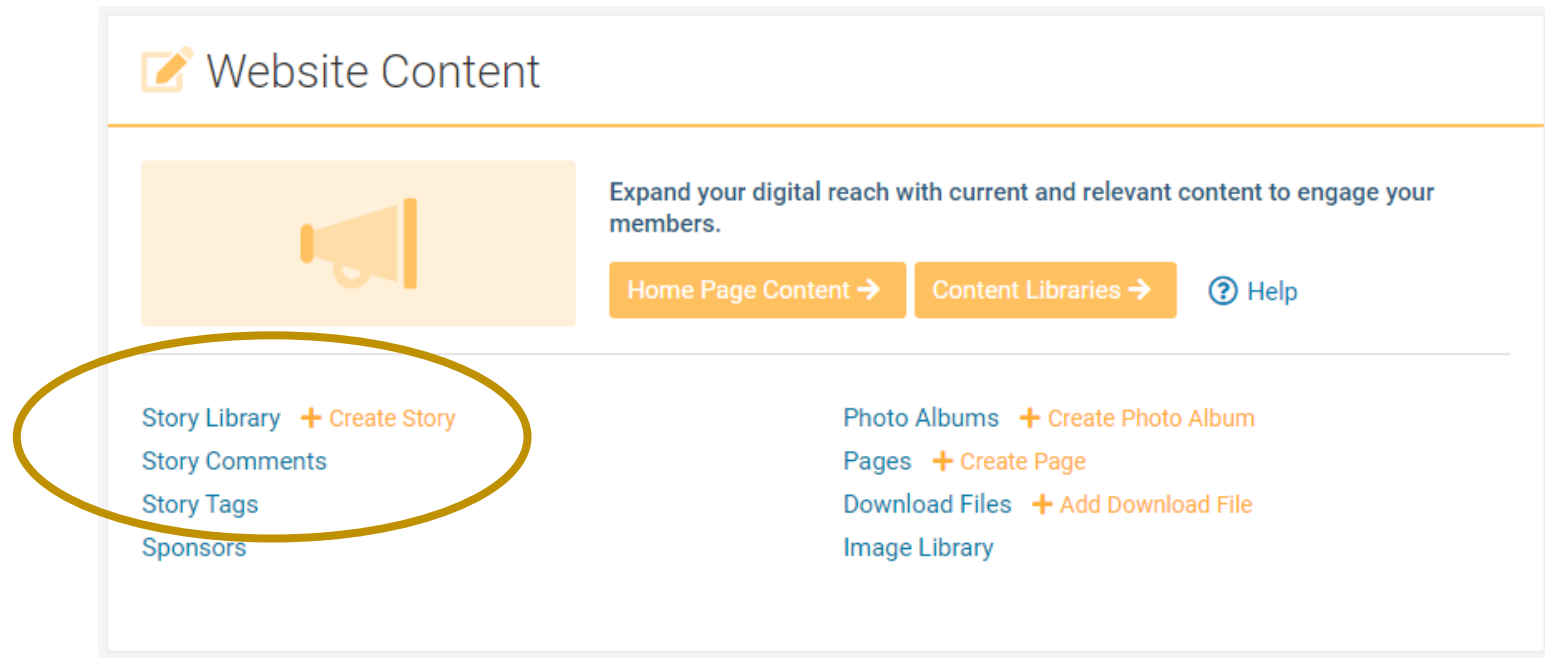 Website Content
Expand your digital reach with current and relevant content to engage your
members.
Home Page Content
Content Libraries
Help
Story Library + Create Story
Story Comments
Story Tags
Sponsors
Photo Albums + Create Photo Album
Pages + Create Page
Download Files + Add Download File
Image Library